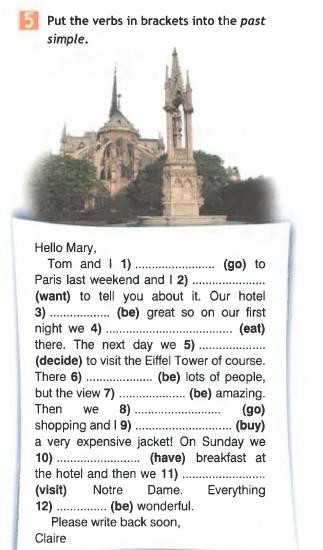 5 Put the verbs in brackets into the past
simple.
Hello Mary,
Tom and I 1) ........................ (go) to
Paris last weekend and I 2) ......................
(want) to tell you about it. Our hotel
3) .................. (be) great so on our first
night we 4) ...................................... (eat)
there. The next day we 5) ....................
(decide) to visit the Eiffel Tower of course.
There 6) .................... (be) lots of people,
but the view 7) .................... (be) amazing.
Then we 8) .......................... (go)
shopping and I 9) ............................. (buy)
a very expensive jacket! On Sunday we
10) ......................... (have) breakfast at
the hotel and then we 11) .........................
(visit) Notre Dame. Everything
12) ............... (be) wonderful.
Please write back soon,
Claire